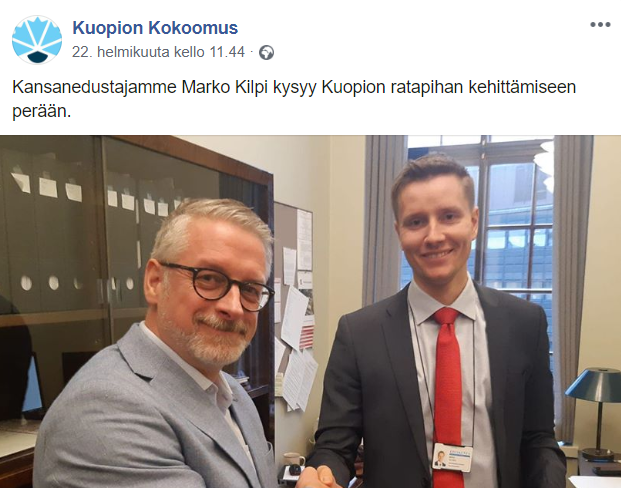 Kuopion Kokoomus
22. helmikuuta kello 11.44 ·
Kansanedustajamme Marko Kilpi kysyy Kuopion ratapihan kehittämiseen
perään.